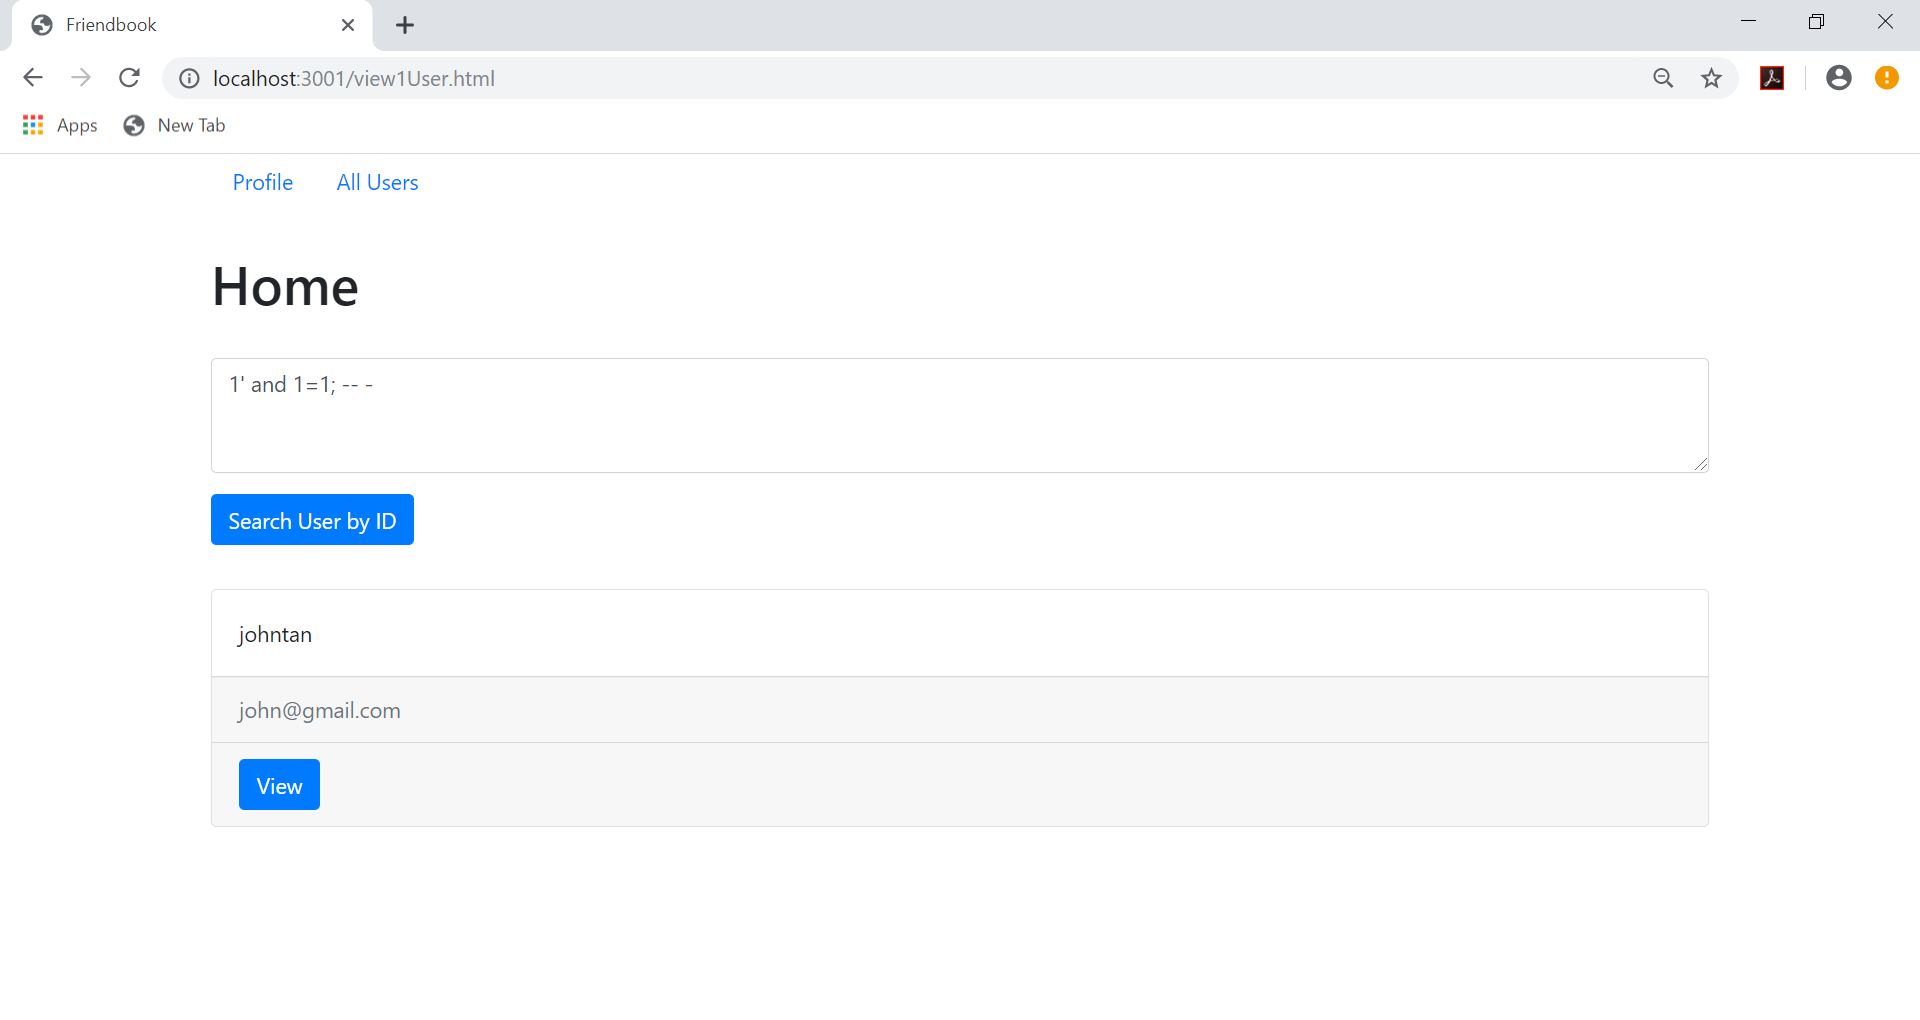 Friendbook
localhost:3001/view1User.html
Apps New Tab
Profile All Users
Home
1' and 1=1; -- -
Search User by ID
johntan
john@gmail.com
View